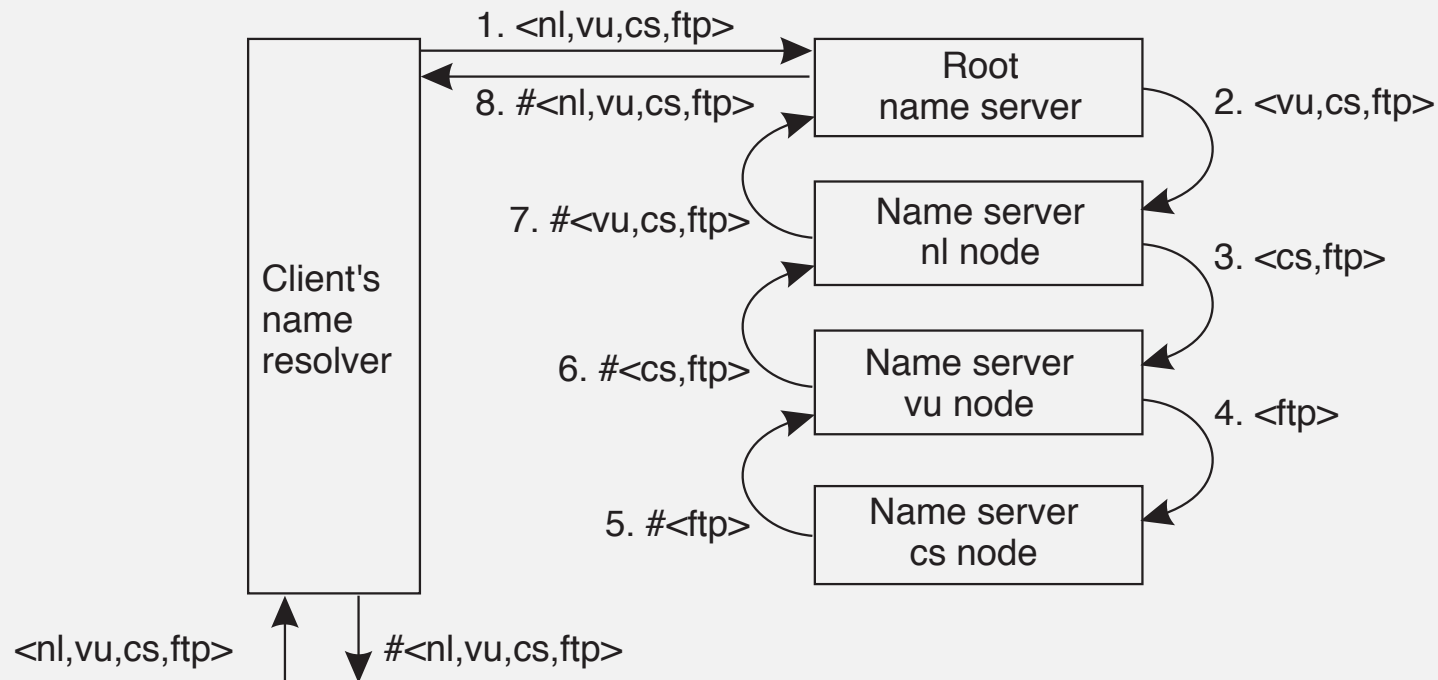 1. <nl,vu,cs,ftp>
Root
name server
8. #<nl,vu,cs,ftp>
2. <vu,cs,ftp>
Name server
nl node
7. #<vu,cs,ftp>
3. <cs,ftp>
Client's
name
resolver
Name server
vu node
6. #<cs,ftp>
4. <ftp>
Name server
cs node
5. #<ftp>
<nl,vu,cs,ftp>
#<nl,vu,cs,ftp>